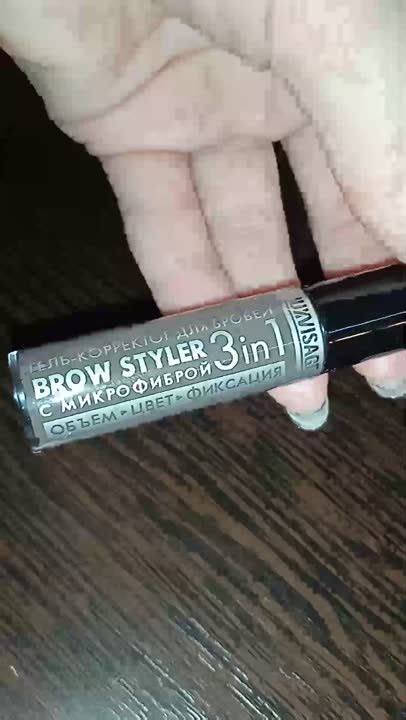 ГЕЛЬ-КОРРЕКТОР ДЛЯ БРОВЕЙ
BROW STYLER 3in1
С МИКРОФИБРОЙ
ОБЪЕМ ЦВЕТ ФИКСАЦИЯ